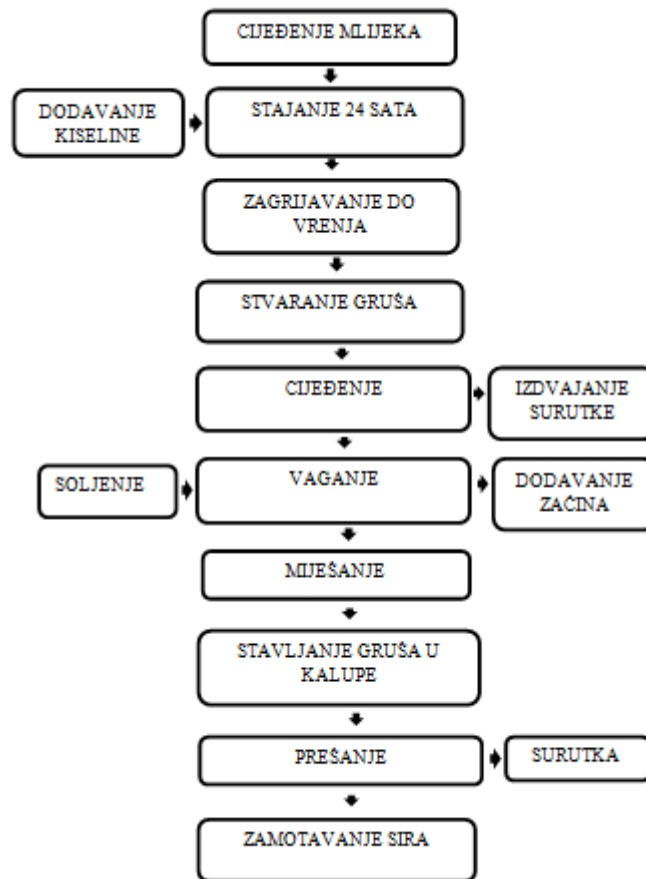 CIJEĐENJE MLIJEKA
DODAVANJE
KISELINE
STAJANJE 24 SATA
ZAGRIJAVANJE DO
VRENJA
STVARANJE GRUŠA
CIJEĐENJE
IZDVAJANJE
SURUTKE
SOLJENJE
VAGANJE
DODAVANJE
ZAČINA
MIJEŠANJE
STAVLJANJE GRUŠA U
KALUPE
PREŠANJE
SURUTKA
ZAMOTAVANJE SIRA